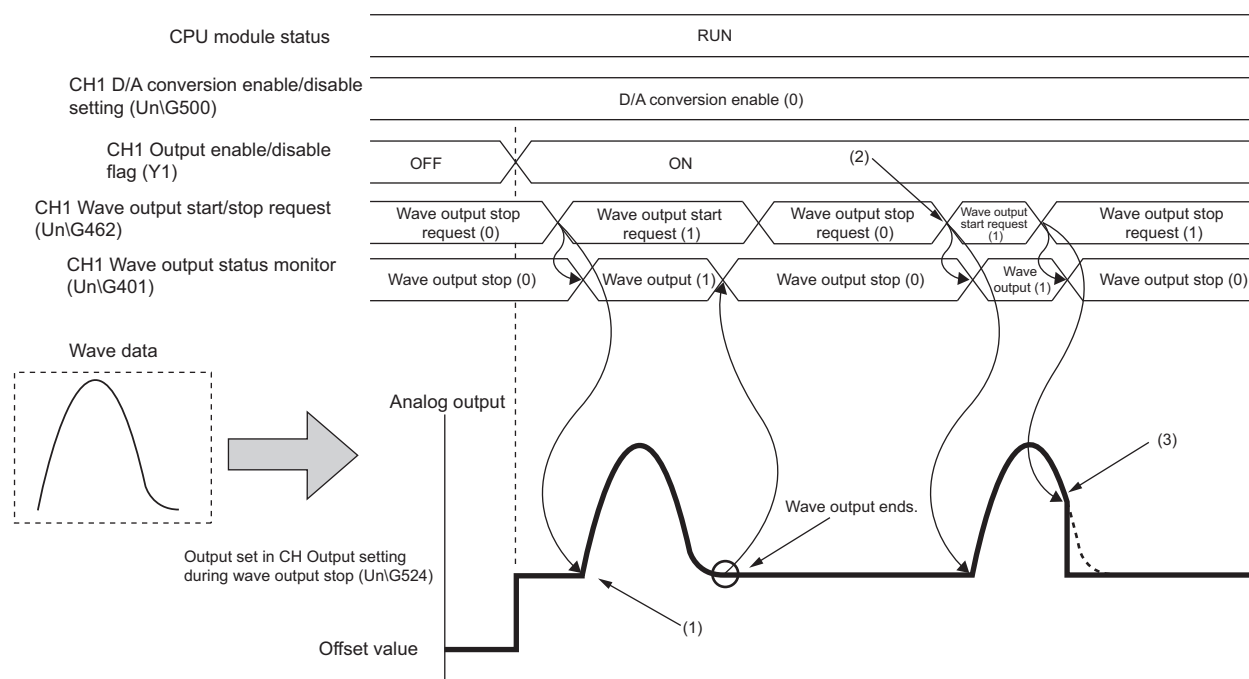 CPU module status
RUN
CH1 D/A conversion enable/disable
setting (Un\G500)
D/A conversion enable (0)
CH1 Output enable/disable
flag (Y1)
OFF
ON
(2)
CH1 Wave output start/stop request
(Un\G462)
Wave output stop
request (0)
Wave output start
request (1)
Wave output stop
request (0)
Wave output
start request
(1)
Wave output stop
request (1)
CH1 Wave output status monitor
(Un\G401)
Wave output stop (0)
Wave output (1)
Wave output stop (0)
Wave
output (1)
Wave output stop (0)
Wave data
Analog output
(3)
Wave output ends.
Output set in CH Output setting
during wave output stop (Un\G524)
(1)
Offset value